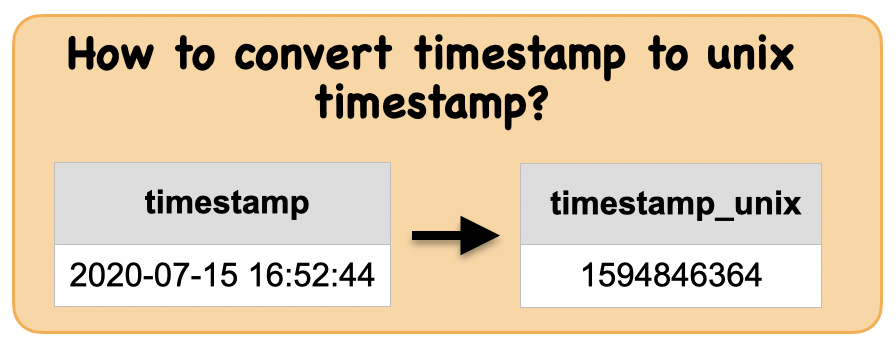 How to convert timestamp to unix
timestamp?
timestamp
timestamp_unix
2020-07-15 16:52:44
1594846364